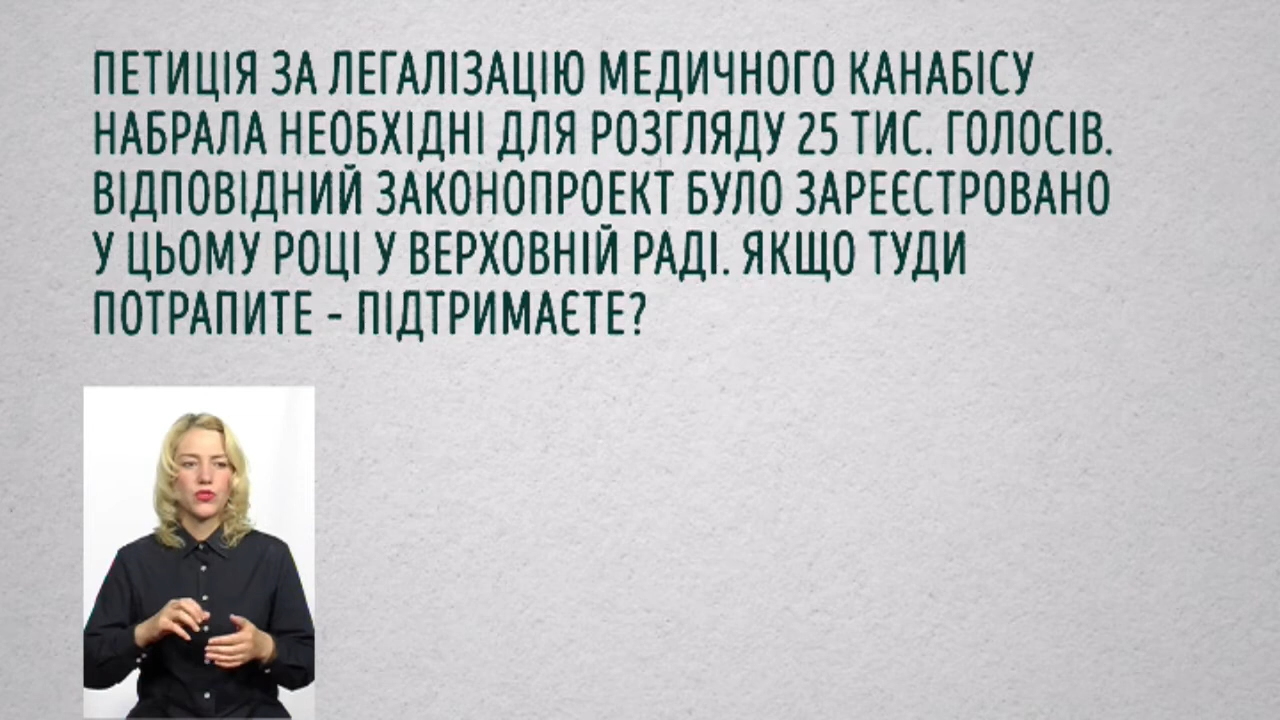 ПЕТИЦІЯ ЗА ЛЕГАЛІЗАЦІЮ МЕДИЧНОГО КАНАБІСУ
НАБРАЛА НЕОБХІДНІ ДЛЯ РОЗГЛЯДУ 25 ТИС. ГОЛОСІВ.
ВІДПОВІДНИЙ ЗАКОНОПРОЕКТ БУЛО ЗАРЕЄСТРОВАНО
У ЦЬОМУ РОЦІ У ВЕРХОВНІЙ РАДІ. ЯКЩО ТУДИ
ПОТРАПИТЕ - ПІДТРИМАЄТЕ?